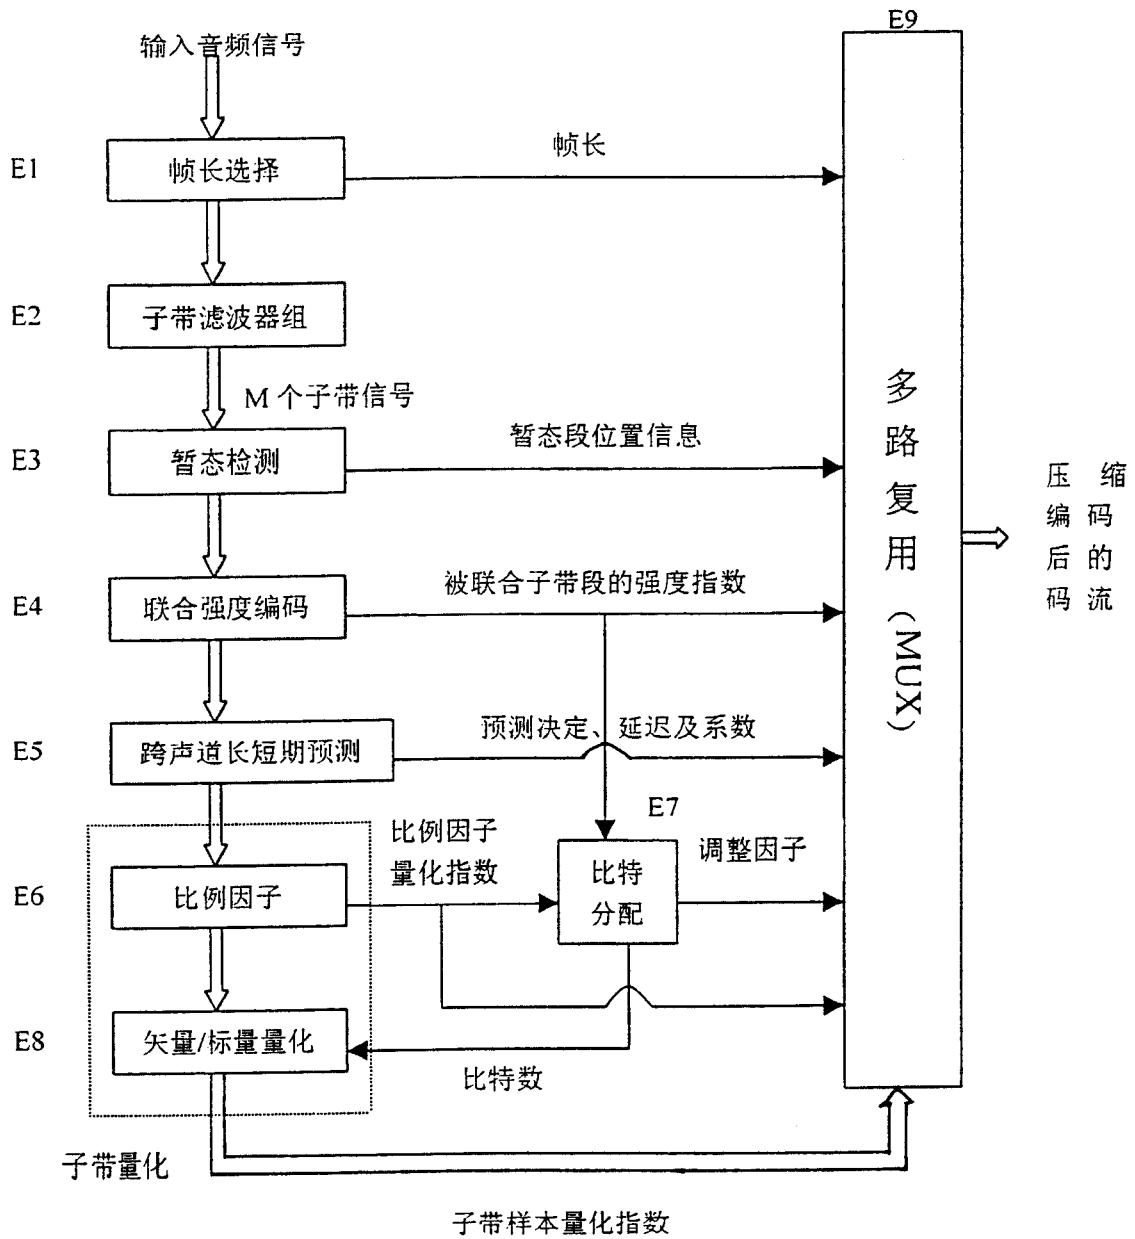 E9
输入音频信号
E1
帧长选择
帧长
E2
子带滤波器组
M个子带信号
E3
暂态检测
暂态段位置信息
E4
联合强度编码
被联合子带段的强度指数
E5
跨声道长短期预测
预测决定、延迟及系数
E7
比例因子
量化指数
比特
分配
调整因子
E6
比例因子
E8
矢量/标量量化
比特数
子带量化
子带样本量化指数
多路复用（MUX）
压缩
编码
后的
码流